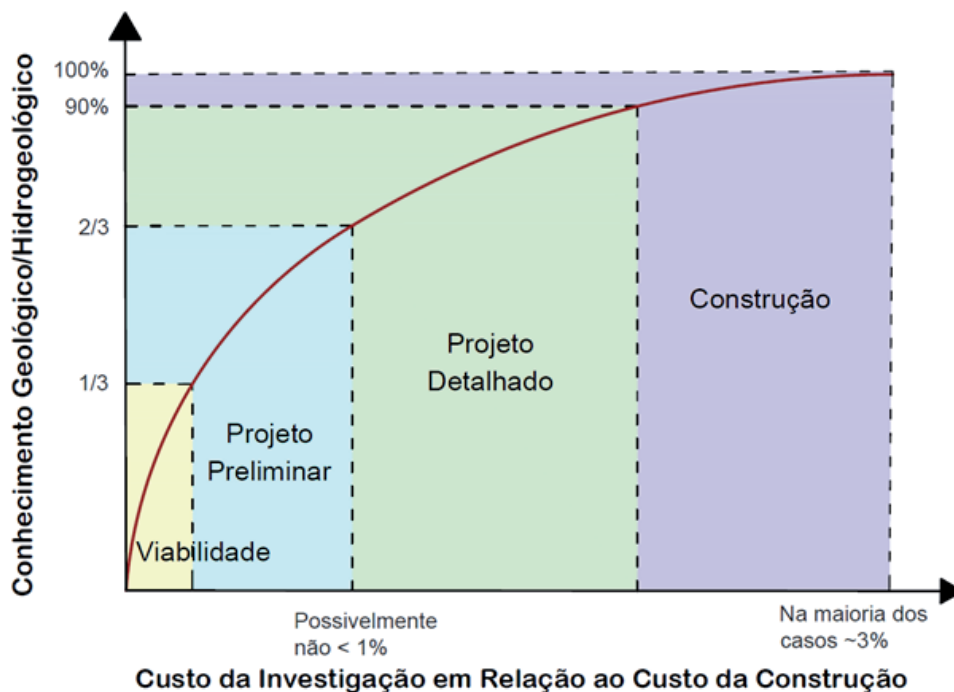 Conhecimento Geológico/Hidrogeológico
100%
90%
2/3
1/3
Construção
Projeto
Detalhado
Projeto
Preliminar
Viabilidade
Possivelmente
não < 1%
Na maioria dos
casos ~3%
Custo da Investigação em Relação ao Custo da Construção